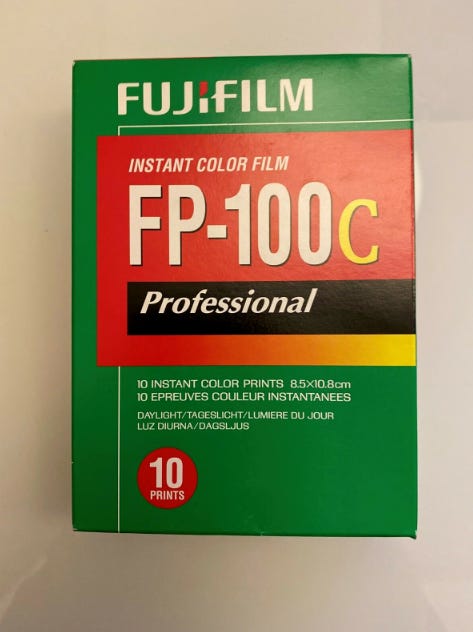 FUJIFILM
INSTANT COLOR FILM
FP-100C
Professional
10 INSTANT COLOR PRINTS 8.5×10.8cm
10 EPREUVES COULEUR INSTANTANEES
DAYLIGHT/TAGESLICHT/LUMIERE DU JOUR
LUZ DIURNA/DAGSLJUS
10
PRINTS